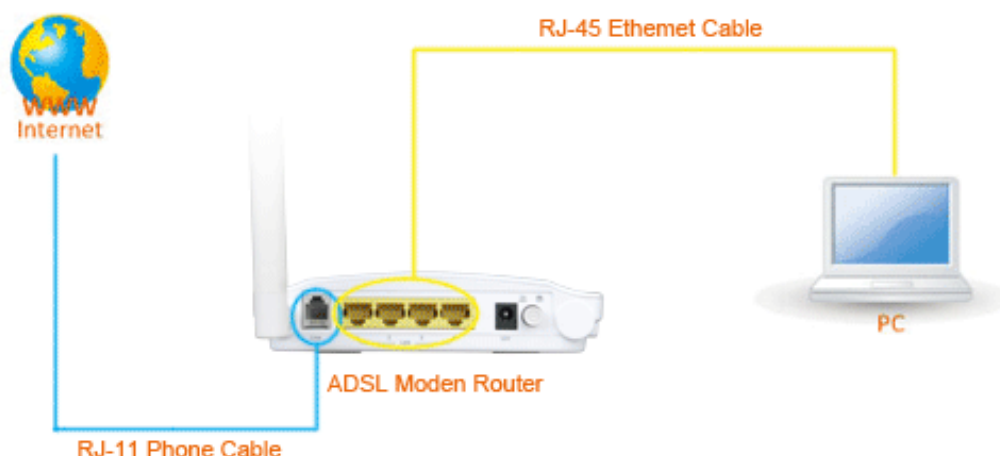 RJ-45 Ethemet Cable
WWW
Internet
PC
ADSL Moden Router
RJ-11 Phone Cable